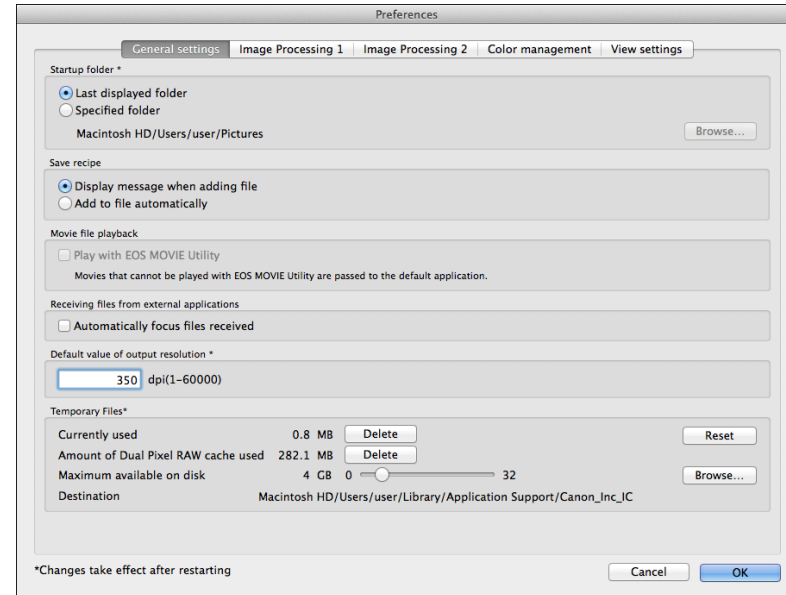 Preferences
General settings Image Processing 1 Image Processing 2 Color management View settings
Startup folder *
Last displayed folder
Specified folder
Macintosh HD/Users/user/Pictures Browse...
Save recipe
Display message when adding file
Add to file automatically
Movie file playback
Play with EOS MOVIE Utility
Movies that cannot be played with EOS MOVIE Utility are passed to the default application.
Receiving files from external applications
Automatically focus files received
Default value of output resolution *
350 dpi(1-60000)
Temporary Files*
Currently used 0.8 MB Delete Reset
Amount of Dual Pixel RAW cache used 282.1 MB Delete
Maximum available on disk 4 GB 0 32 Browse...
Destination Macintosh HD/Users/user/Library/Application Support/Canon_Inc_IC
*Changes take effect after restarting Cancel OK